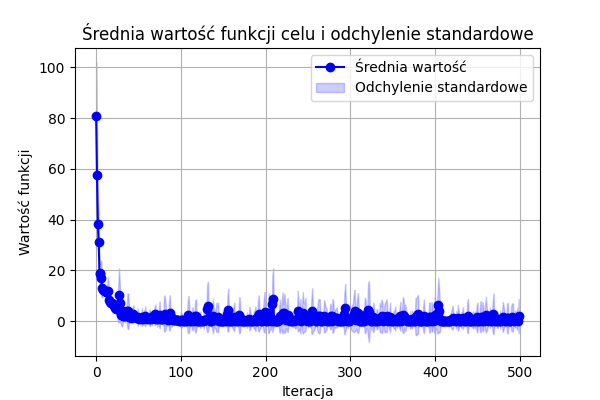 Średnia wartość funkcji celu i odchylenie standardowe
Średnia wartość
Odchylenie standardowe
Wartość funkcji
100
80
60
40
20
0
0 100 200 300 400 500
Iteracja